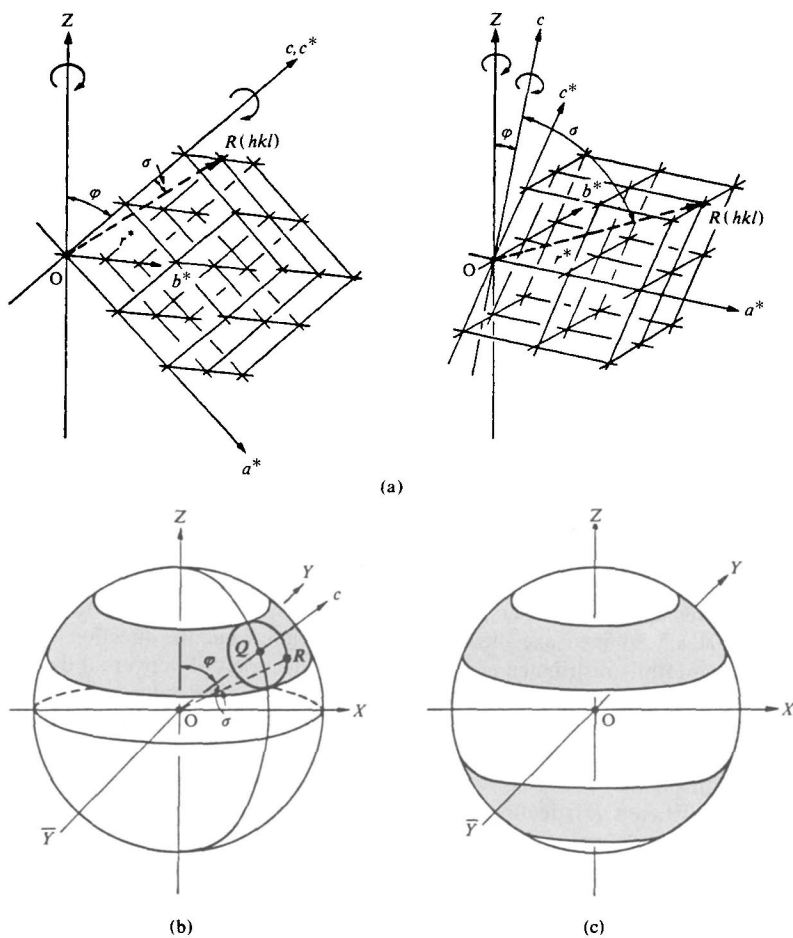 Z
c, c*
R (hkl)
σ
φ
r*
O
b*
a*
Z
c
c*
φ
σ
b*
R (hkl)
O
r*
a*
(a)
Z
Y
c
Q
φ
R
O
σ
X
Y̅
(b)
Z
Y
O
X
Y̅
(c)